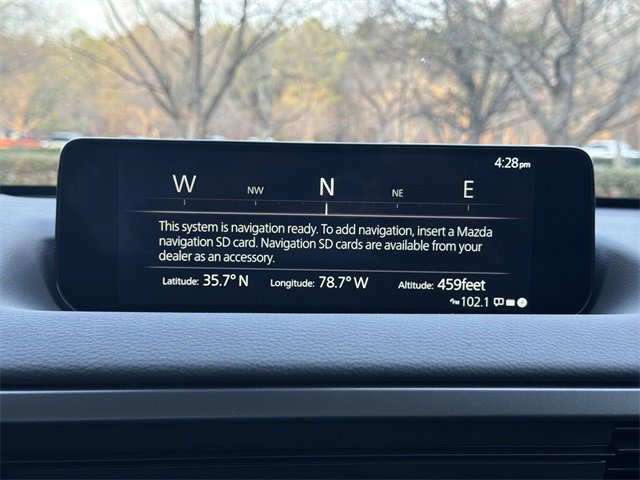 4:28pm
W NW N NE E
This system is navigation ready. To add navigation, insert a Mazda
navigation SD card. Navigation SD cards are available from your
dealer as an accessory.
Latitude: 35.7° N Longitude: 78.7° W Altitude: 459feet
FM 102.1